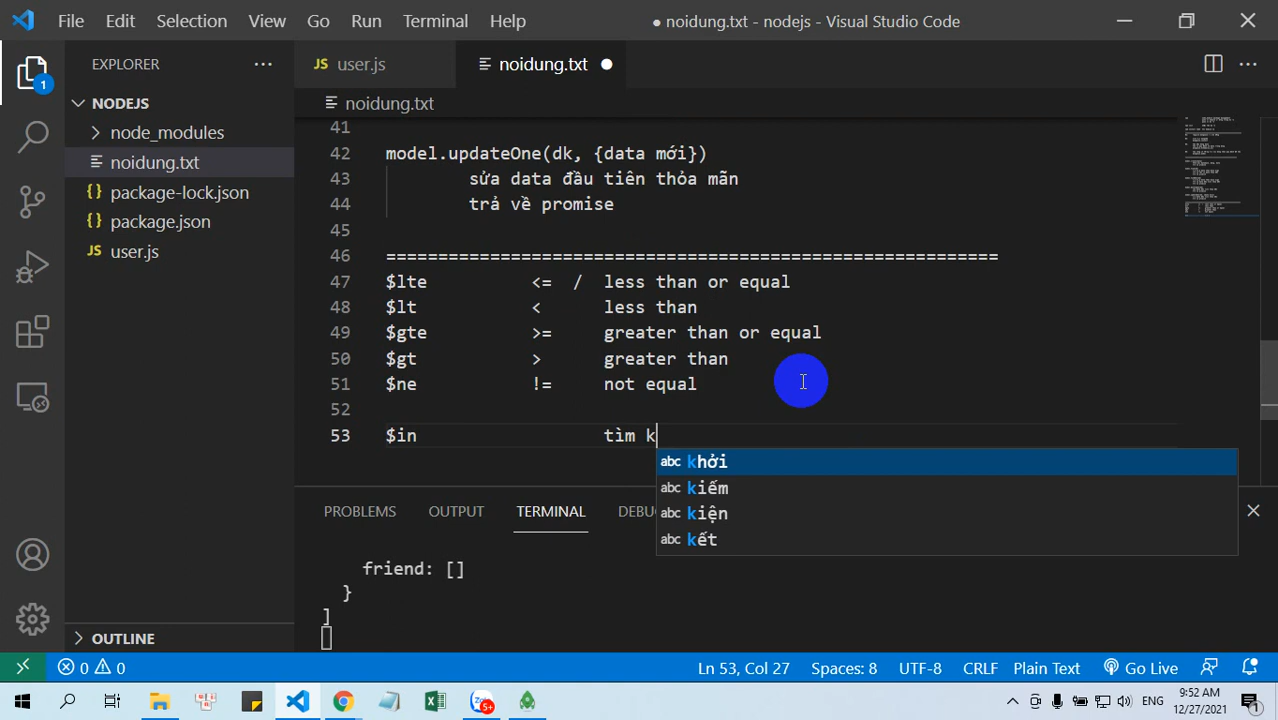 File Edit Selection View Go Run Terminal Help
● noidung.txt - nodejs - Visual Studio Code
EXPLORER
NODEJS
node_modules
noidung.txt
{} package-lock.json
{} package.json
JS user.js
OUTLINE
1
JS user.js
noidung.txt
noidung.txt
41
42 model.updateOne(dk, {data mới})
43 sửa data đầu tiên thỏa mãn
44 trả về promise
45
46 ===========================================================
47 $lte <= / less than or equal
48 $lt < less than
49 $gte >= greater than or equal
50 $gt > greater than
51 $ne != not equal
52
53 $in tìm k
abc khởi
abc kiếm
abc kiện
abc kết
PROBLEMS OUTPUT TERMINAL DEBU
friend: []
}
]
0 0 Ln 53, Col 27 Spaces: 8 UTF-8 CRLF Plain Text Go Live
5+ ENG 9:52 AM
12/27/2021 1